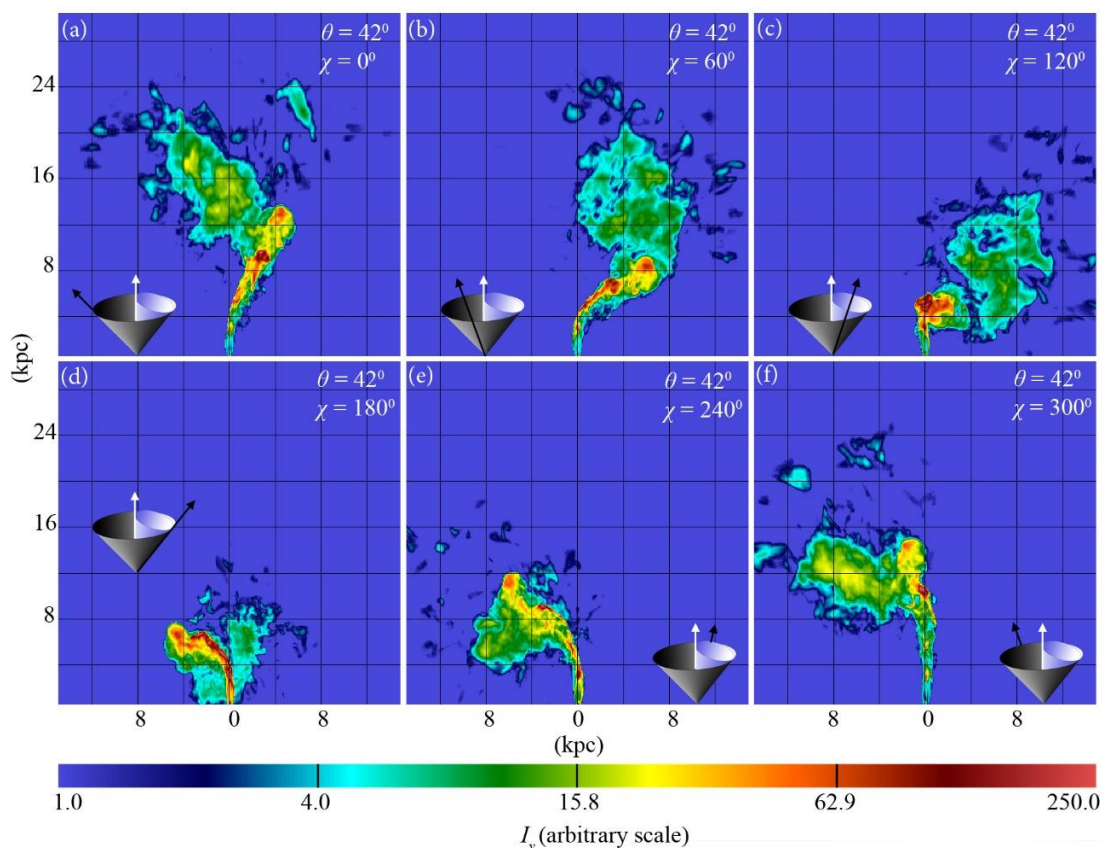 (a)
θ = 42⁰
χ = 0⁰
(b)
θ = 42⁰
χ = 60⁰
(c)
θ = 42⁰
χ = 120⁰
24
16
8
(kpc)
(d)
θ = 42⁰
χ = 180⁰
(e)
θ = 42⁰
χ = 240⁰
(f)
θ = 42⁰
χ = 300⁰
24
16
8
8 0 8 8 0 8 8 0 8
(kpc)
1.0 4.0 15.8 62.9 250.0
Iᵥ (arbitrary scale)